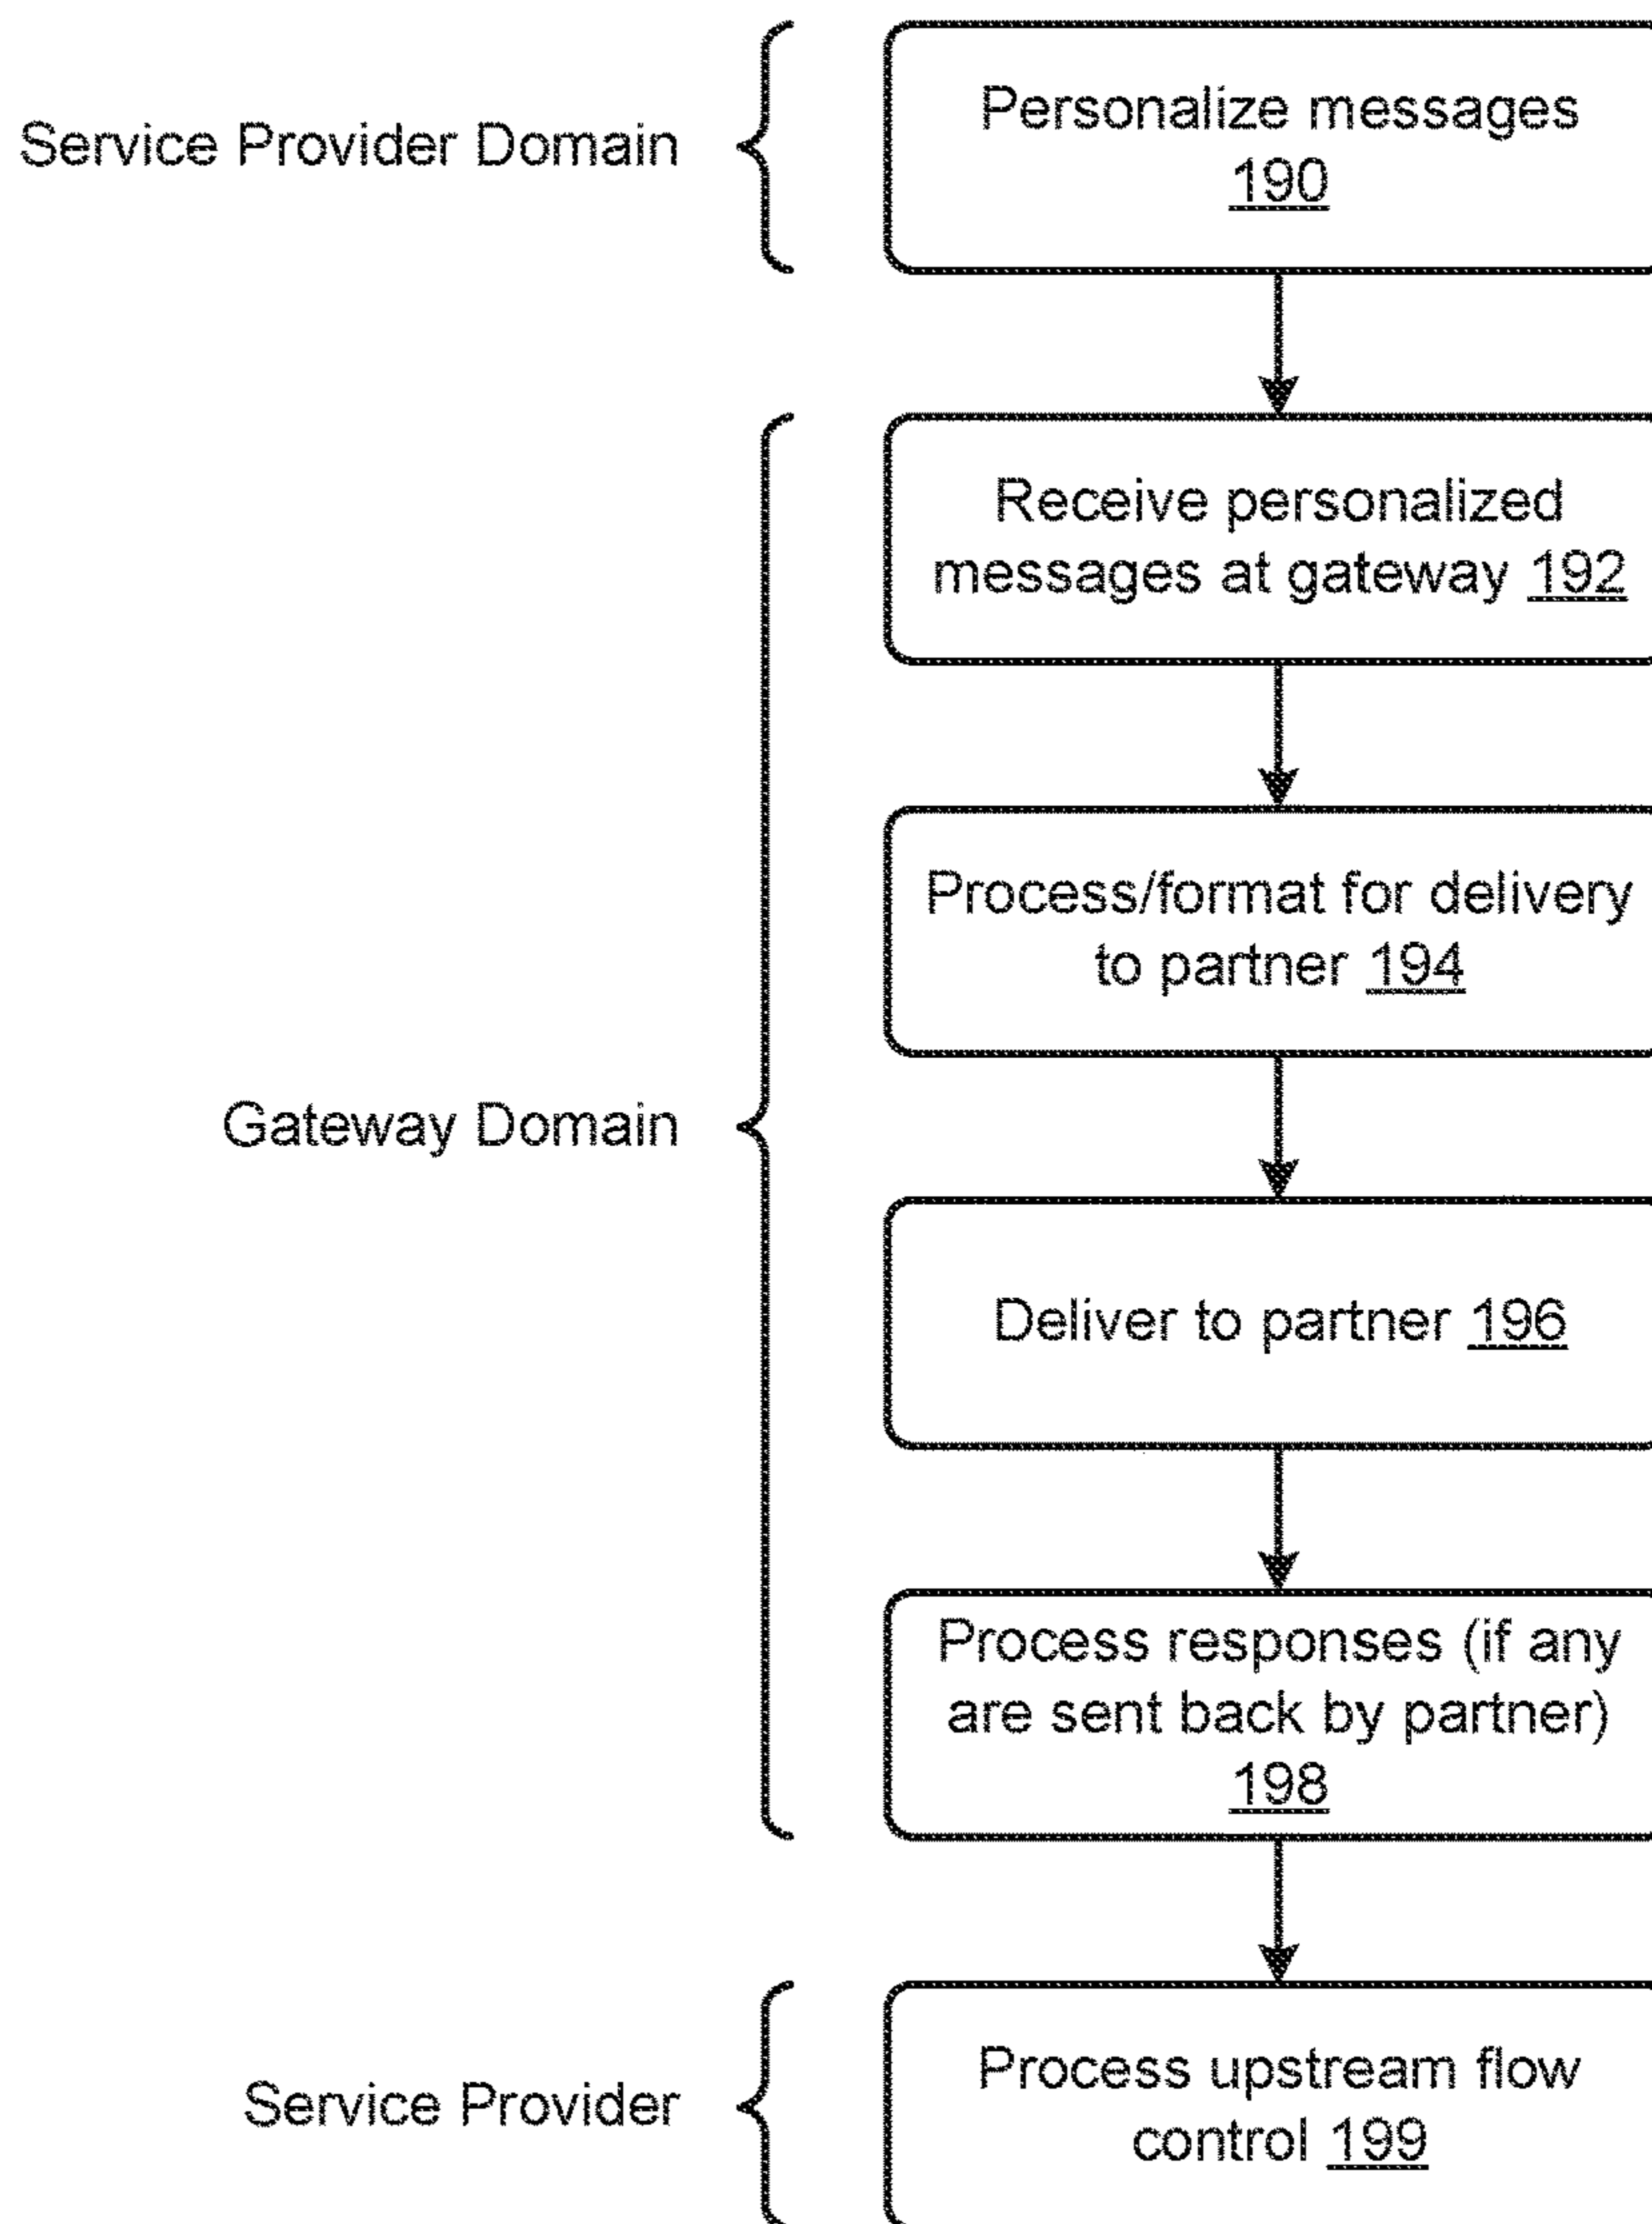 Service Provider Domain
Personalize messages
190
Receive personalized
messages at gateway 192
Process/format for delivery
to partner 194
Gateway Domain
Deliver to partner 196
Process responses (if any
are sent back by partner)
198
Service Provider
Process upstream flow
control 199